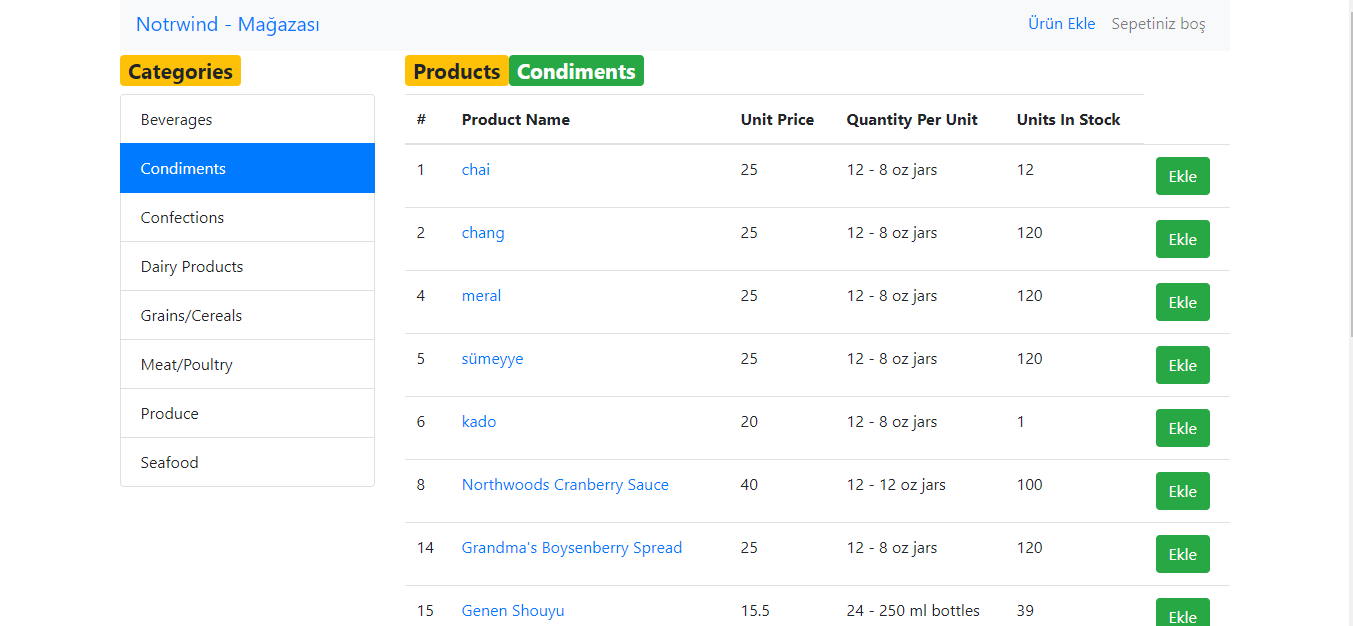 Notrwind - Mağazası Ürün Ekle Sepetiniz boş
Categories
Beverages
Condiments
Confections
Dairy Products
Grains/Cereals
Meat/Poultry
Produce
Seafood
Products Condiments
# Product Name Unit Price Quantity Per Unit Units In Stock
1 chai 25 12 - 8 oz jars 12 Ekle
2 chang 25 12 - 8 oz jars 120 Ekle
4 meral 25 12 - 8 oz jars 120 Ekle
5 sümeyye 25 12 - 8 oz jars 120 Ekle
6 kado 20 12 - 8 oz jars 1 Ekle
8 Northwoods Cranberry Sauce 40 12 - 12 oz jars 100 Ekle
14 Grandma's Boysenberry Spread 25 12 - 8 oz jars 120 Ekle
15 Genen Shouyu 15.5 24 - 250 ml bottles 39 Ekle